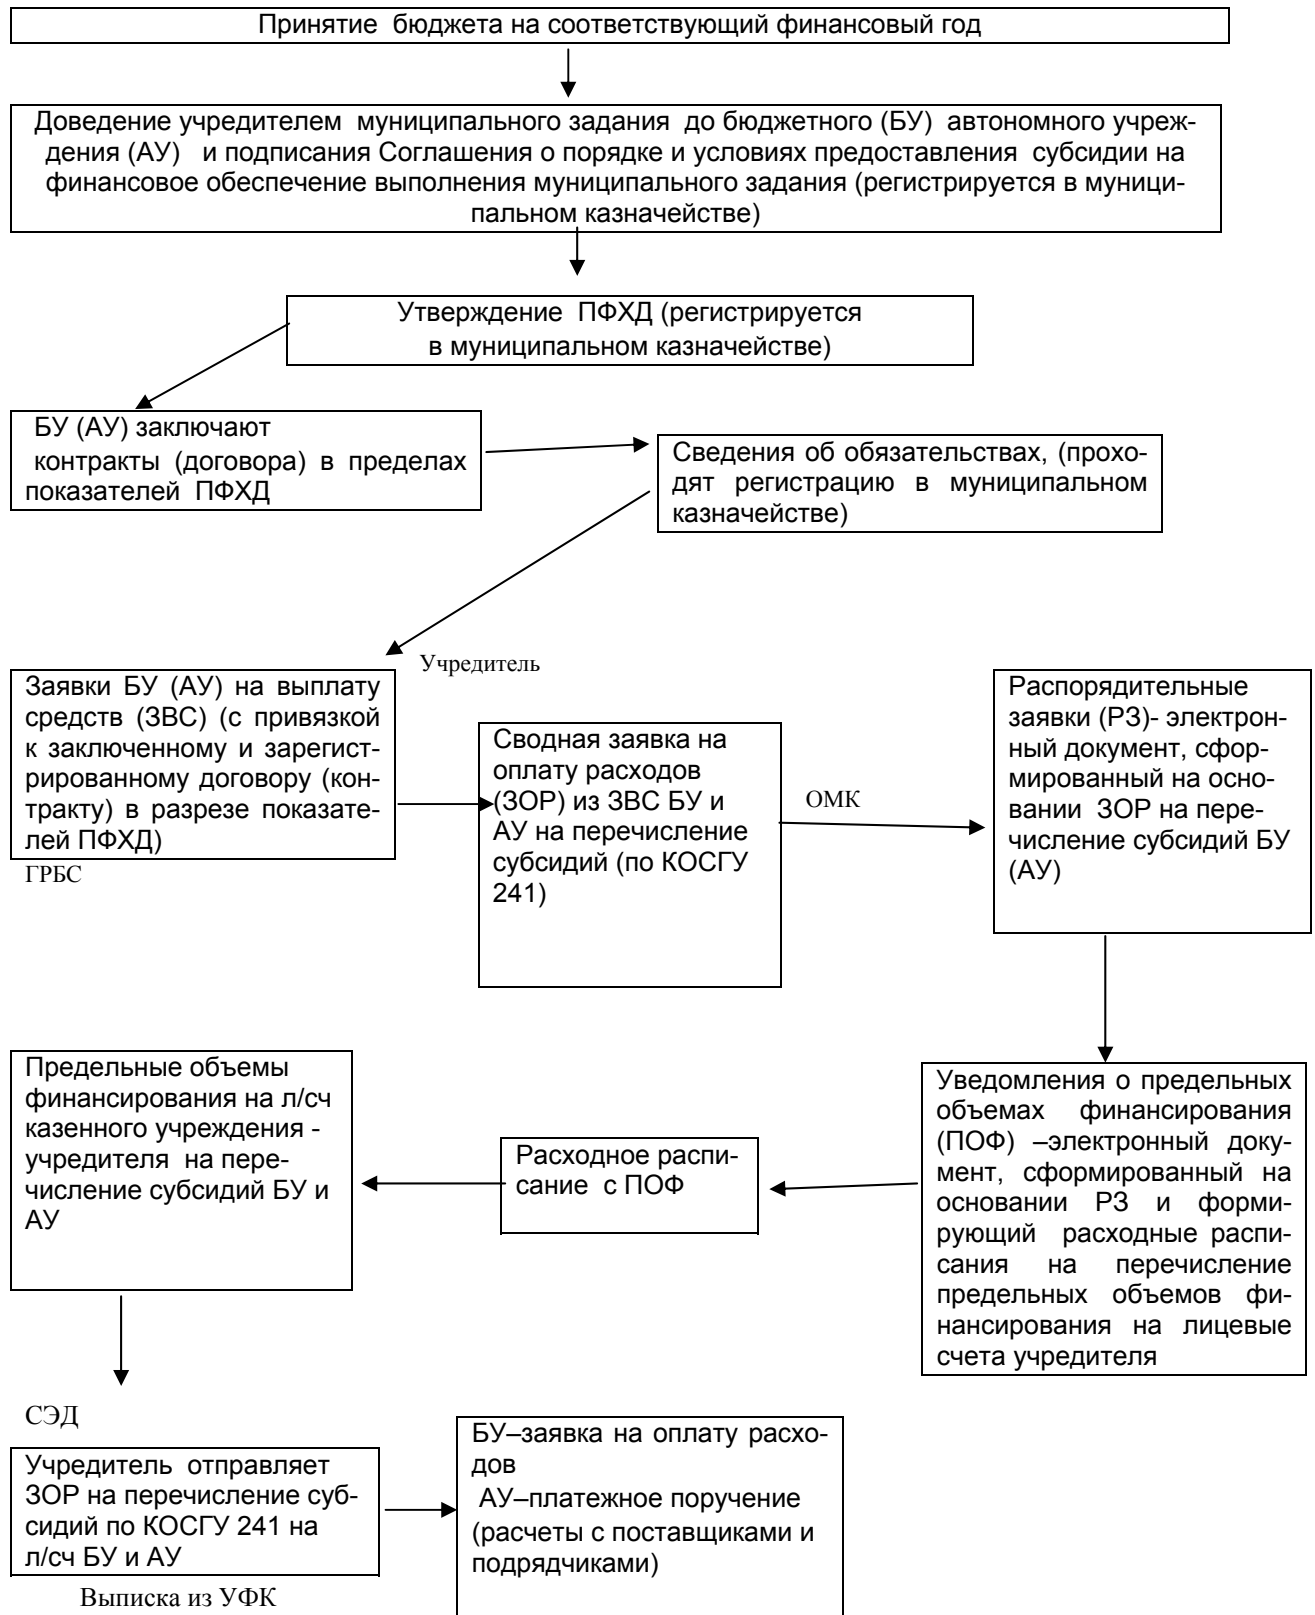 Принятие бюджета на соответствующий финансовый год
Доведение учредителем муниципального задания до бюджетного (БУ) автономного учреж-
дения (АУ) и подписания Соглашения о порядке и условиях предоставления субсидии на
финансовое обеспечение выполнения муниципального задания (регистрируется в муници-
пальном казначействе)
Утверждение ПФХД (регистрируется
в муниципальном казначействе)
БУ (АУ) заключают
контракты (договора) в пределах
показателей ПФХД
Сведения об обязательствах, (прохо-
дят регистрацию в муниципальном
казначействе)
Учредитель
Заявки БУ (АУ) на выплату
средств (ЗВС) (с привязкой
к заключенному и зарегист-
рированному договору (кон-
тракту) в разрезе показате-
лей ПФХД)
ГРБС
Сводная заявка на
оплату расходов
(ЗОР) из ЗВС БУ и
АУ на перечисление
субсидий (по КОСГУ
241)
ОМК
Распорядительные
заявки (РЗ)- электрон-
ный документ, сфор-
мированный на осно-
вании ЗОР на пере-
числение субсидий БУ
(АУ)
Предельные объемы
финансирования на л/сч
казенного учреждения -
учредителя на пере-
числение субсидий БУ и
АУ
Расходное распи-
сание с ПОФ
Уведомления о предельных
объемах финансирования
(ПОФ) –электронный доку-
мент, сформированный на
основании РЗ и форми-
рующий расходные распи-
сания на перечисление
предельных объемов фи-
нансирования на лицевые
счета учредителя
СЭД
Учредитель отправляет
ЗОР на перечисление суб-
сидий по КОСГУ 241 на
л/сч БУ и АУ
Выписка из УФК
БУ–заявка на оплату расхо-
дов
АУ–платежное поручение
(расчеты с поставщиками и
подрядчиками)